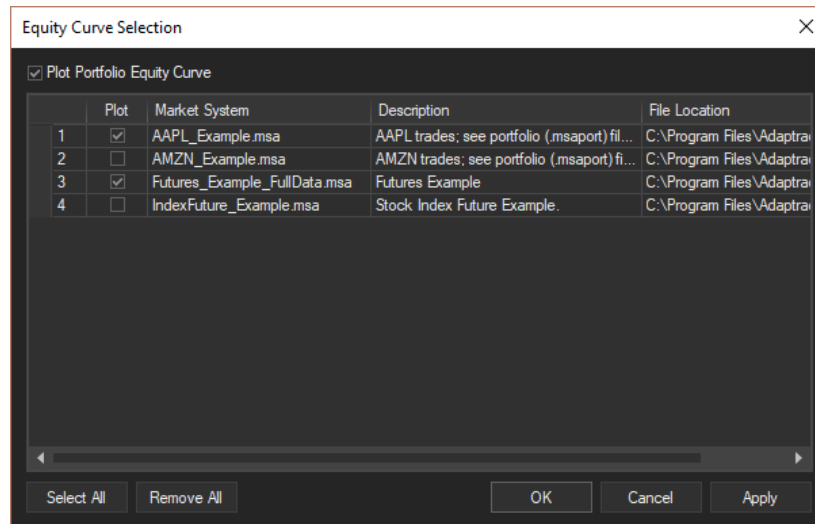 Equity Curve Selection
Plot Portfolio Equity Curve
Plot Market System Description File Location
1 AAPL_Example.msa AAPL trades; see portfolio (.msaport) fil... C:\Program Files\Adaptra
2 AMZN_Example.msa AMZN trades; see portfolio (.msaport) fi... C:\Program Files\Adaptra
3 Futures_Example_FullData.msa Futures Example C:\Program Files\Adaptra
4 IndexFuture_Example.msa Stock Index Future Example. C:\Program Files\Adaptra
Select All Remove All OK Cancel Apply